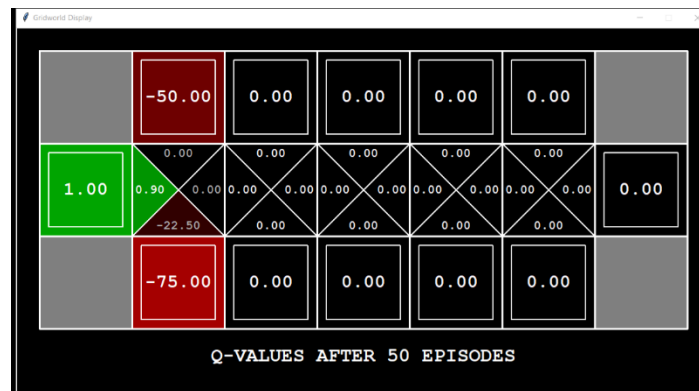 Gridworld Display
-50.00 0.00 0.00 0.00 0.00
0.00 0.00 0.00 0.00 0.00
1.00 0.90 0.00 0.00 0.00 0.00 0.00 0.00 0.00 0.00 0.00 0.00
-22.50 0.00 0.00 0.00 0.00
-75.00 0.00 0.00 0.00 0.00
Q-VALUES AFTER 50 EPISODES